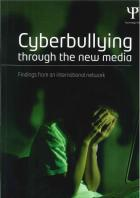 Cyberbullying
through the new media
Findings from an international network